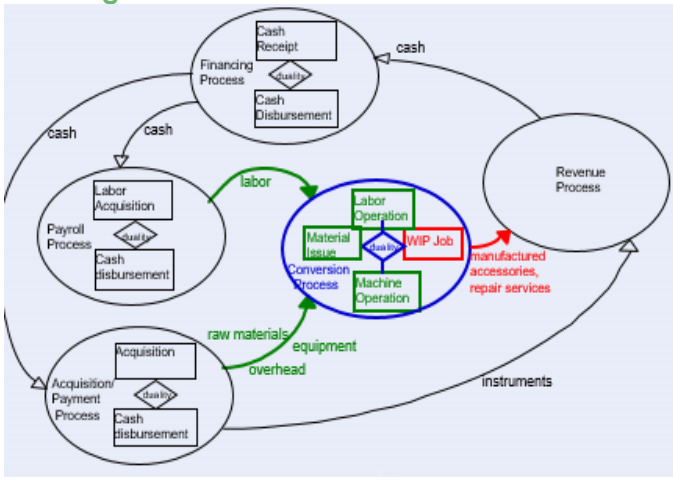 Cash
Receipt
Financing
Process
duality
Cash
Disbursement
cash
cash
cash
Labor
Acquisition
Payroll
Process
duality
Cash
disbursement
labor
Labor
Operation
Material
Issue
duality
WIP Job
Conversion
Process
Machine
Operation
Revenue
Process
manufactured
accessories,
repair services
raw materials
equipment
overhead
Acquisition
Acquisition/
Payment
Process
duality
Cash
disbursement
instruments